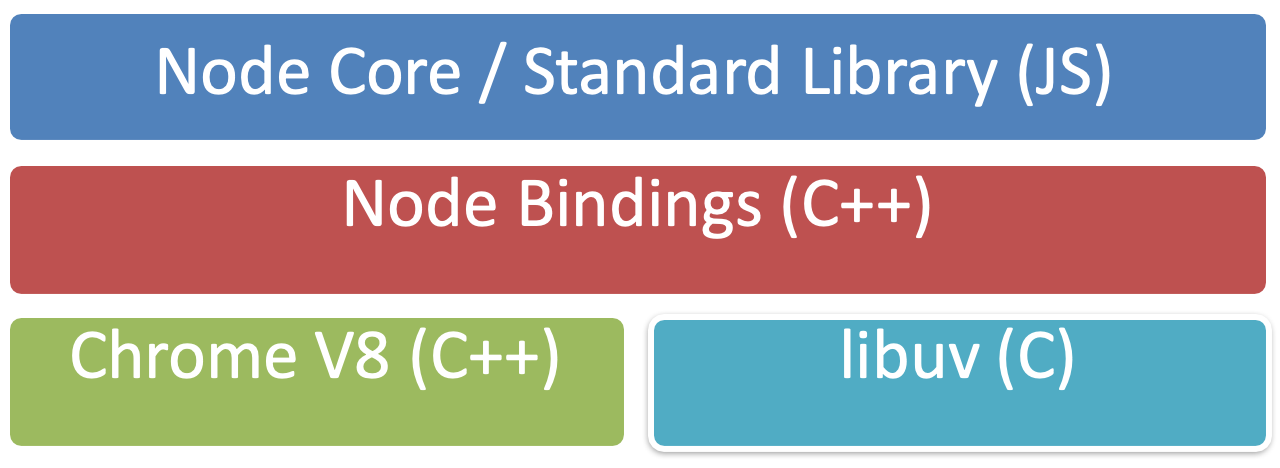 Node Core / Standard Library (JS)
Node Bindings (C++)
Chrome V8 (C++)
libuv (C)